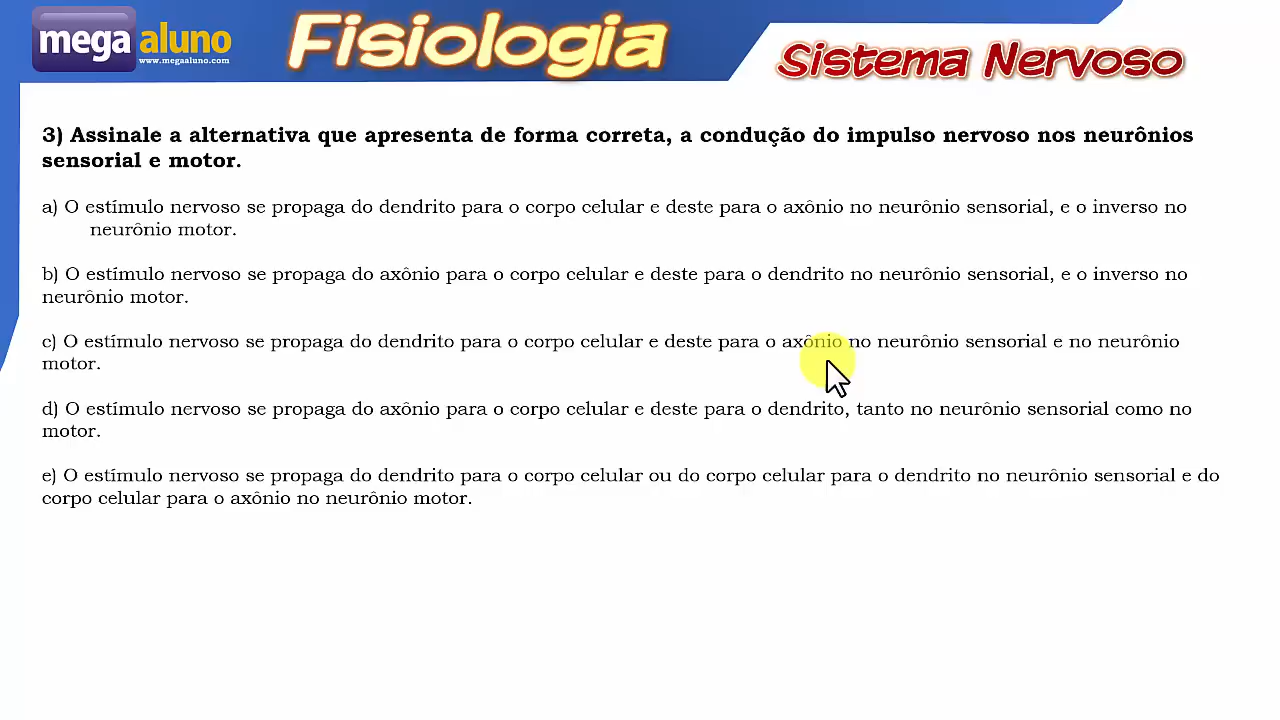 mega aluno
www.megaaluno.com
Fisiologia
Sistema Nervoso
3) Assinale a alternativa que apresenta de forma correta, a condução do impulso nervoso nos neurônios
sensorial e motor.
a) O estímulo nervoso se propaga do dendrito para o corpo celular e deste para o axônio no neurônio sensorial, e o inverso no
neurônio motor.
b) O estímulo nervoso se propaga do axônio para o corpo celular e deste para o dendrito no neurônio sensorial, e o inverso no
neurônio motor.
c) O estímulo nervoso se propaga do dendrito para o corpo celular e deste para o axônio no neurônio sensorial e no neurônio
motor.
d) O estímulo nervoso se propaga do axônio para o corpo celular e deste para o dendrito, tanto no neurônio sensorial como no
motor.
e) O estímulo nervoso se propaga do dendrito para o corpo celular ou do corpo celular para o dendrito no neurônio sensorial e do
corpo celular para o axônio no neurônio motor.